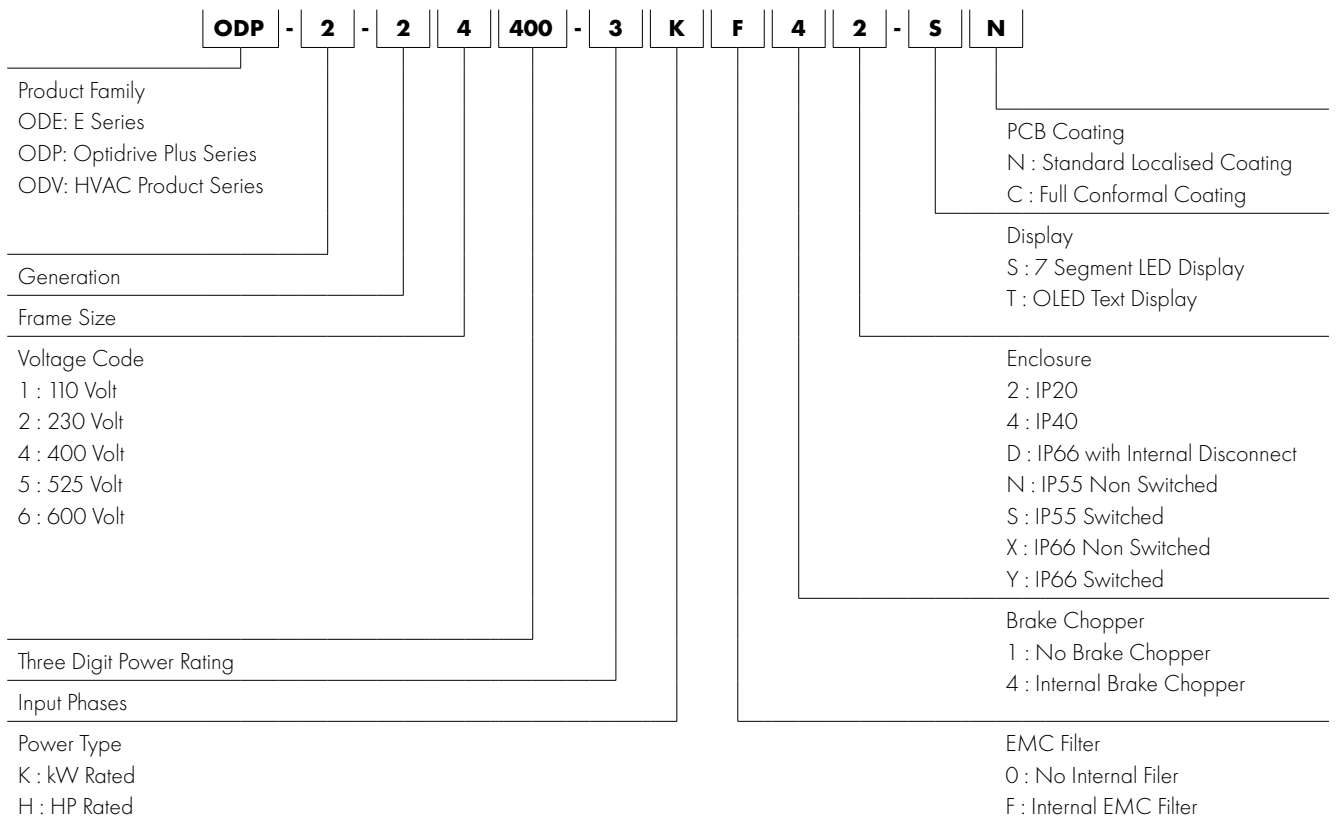 ODP - 2 - 2 4 400 - 3 K F 4 2 - S N
Product Family
ODE: E Series
ODP: Optidrive Plus Series
ODV: HVAC Product Series
Generation
Frame Size
Voltage Code
1 : 110 Volt
2 : 230 Volt
4 : 400 Volt
5 : 525 Volt
6 : 600 Volt
Three Digit Power Rating
Input Phases
Power Type
K : kW Rated
H : HP Rated
PCB Coating
N : Standard Localised Coating
C : Full Conformal Coating
Display
S : 7 Segment LED Display
T : OLED Text Display
Enclosure
2 : IP20
4 : IP40
D : IP66 with Internal Disconnect
N : IP55 Non Switched
S : IP55 Switched
X : IP66 Non Switched
Y : IP66 Switched
Brake Chopper
1 : No Brake Chopper
4 : Internal Brake Chopper
EMC Filter
0 : No Internal Filer
F : Internal EMC Filter